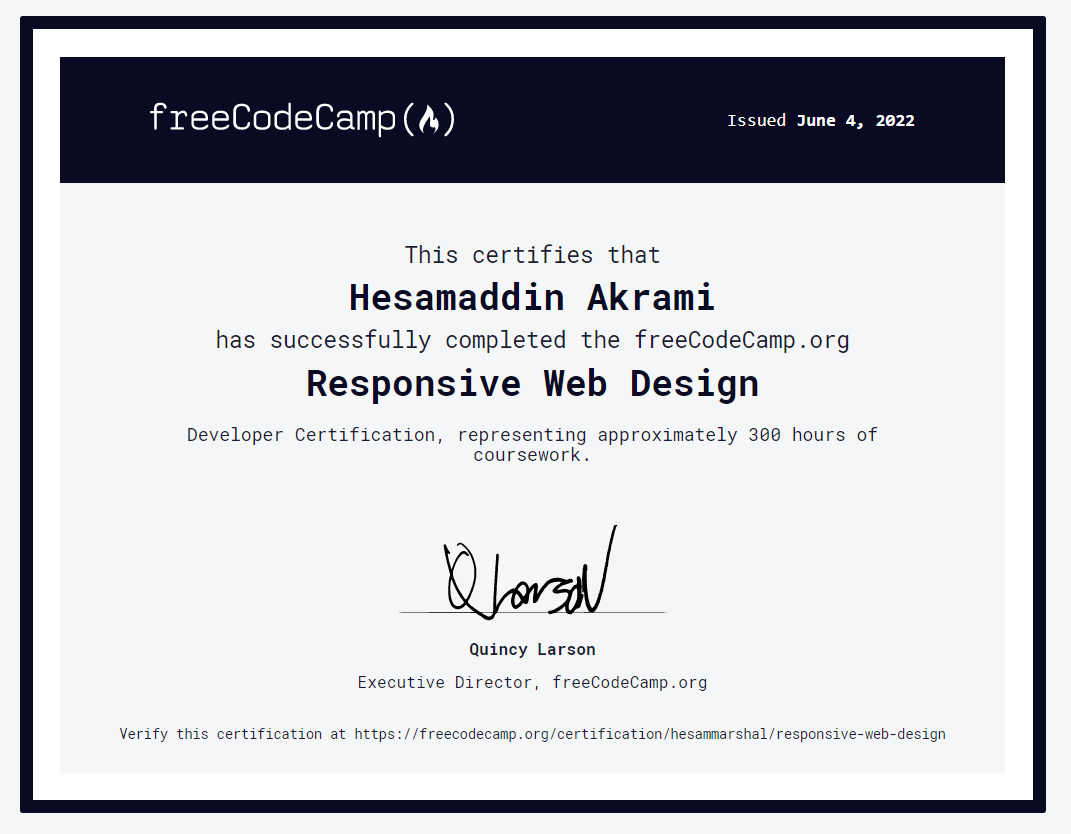 freeCodeCamp(🔥)
Issued June 4, 2022
This certifies that
Hesamaddin Akrami
has successfully completed the freeCodeCamp.org
Responsive Web Design
Developer Certification, representing approximately 300 hours of
coursework.
QLarson
Quincy Larson
Executive Director, freeCodeCamp.org
Verify this certification at https://freecodecamp.org/certification/hesammarshal/responsive-web-design